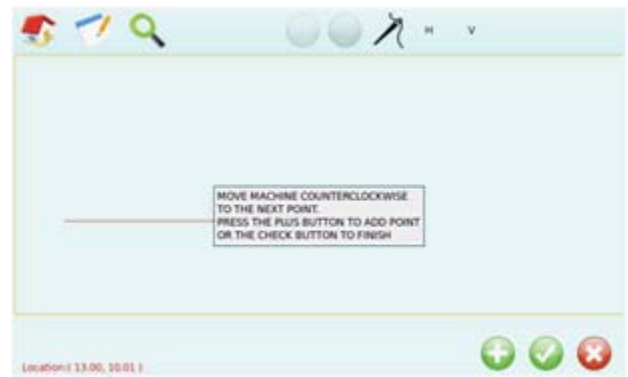 H V
MOVE MACHINE COUNTERCLOCKWISE
TO THE NEXT POINT.
PRESS THE PLUS BUTTON TO ADD POINT
OR THE CHECK BUTTON TO FINISH
Location:( 13.00, 10.01 )